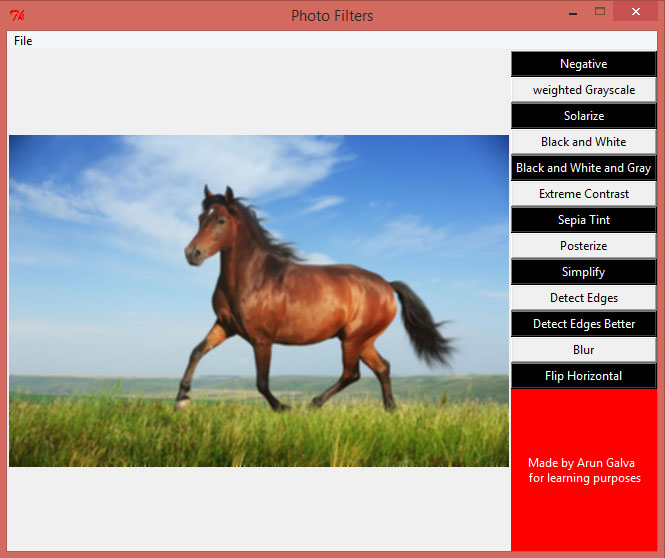 Tk
Photo Filters
File
Negative
weighted Grayscale
Solarize
Black and White
Black and White and Gray
Extreme Contrast
Sepia Tint
Posterize
Simplify
Detect Edges
Detect Edges Better
Blur
Flip Horizontal
Made by Arun Galva
for learning purposes